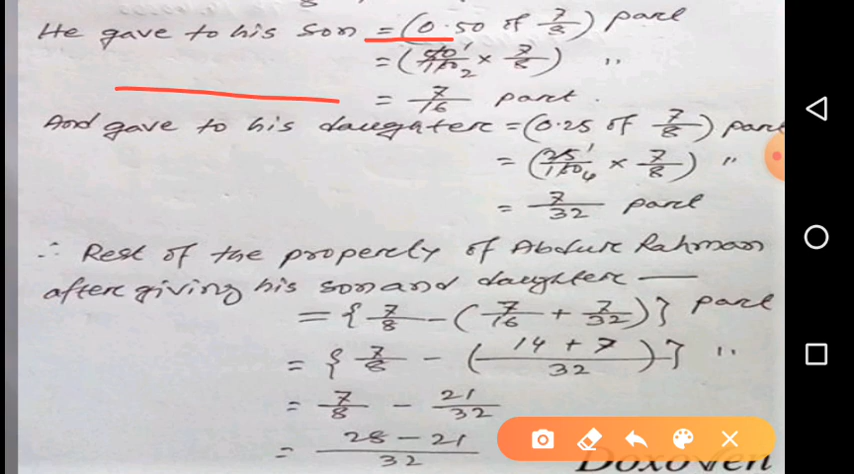 He gave to his son = (0.50 of 7/8) part
= (50/100 × 7/8) "
= 7/16 part.
And gave to his daughter = (0.25 of 7/8) part
= (25/100 × 7/8) "
= 7/32 part
∴ Rest of the property of Abdur Rahman
after giving his son and daughter —
= {7/8 - (7/16 + 7/32)} part
= {7/8 - (14 + 7/32)} "
= 7/8 - 21/32
= 28 - 21/32